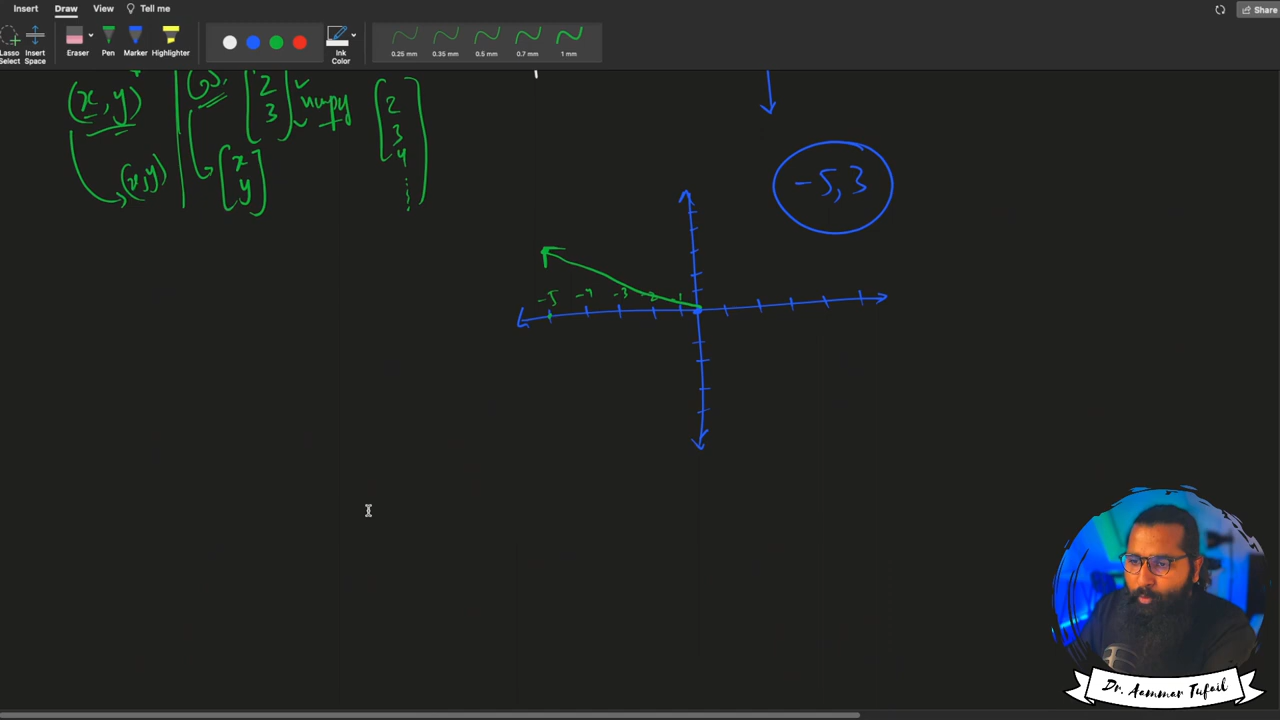 Insert Draw View Tell me Share
Lasso Select Insert Space Eraser Pen Marker Highlighter Ink Color 0.25 mm 0.35 mm 0.5 mm 0.7 mm 1 mm
(x, y)
2
3
numpy
2
3
4
(x,y)
x
y
-5, 3
-5 -4 -3 -2 -1
Dr. Aammar Tufail